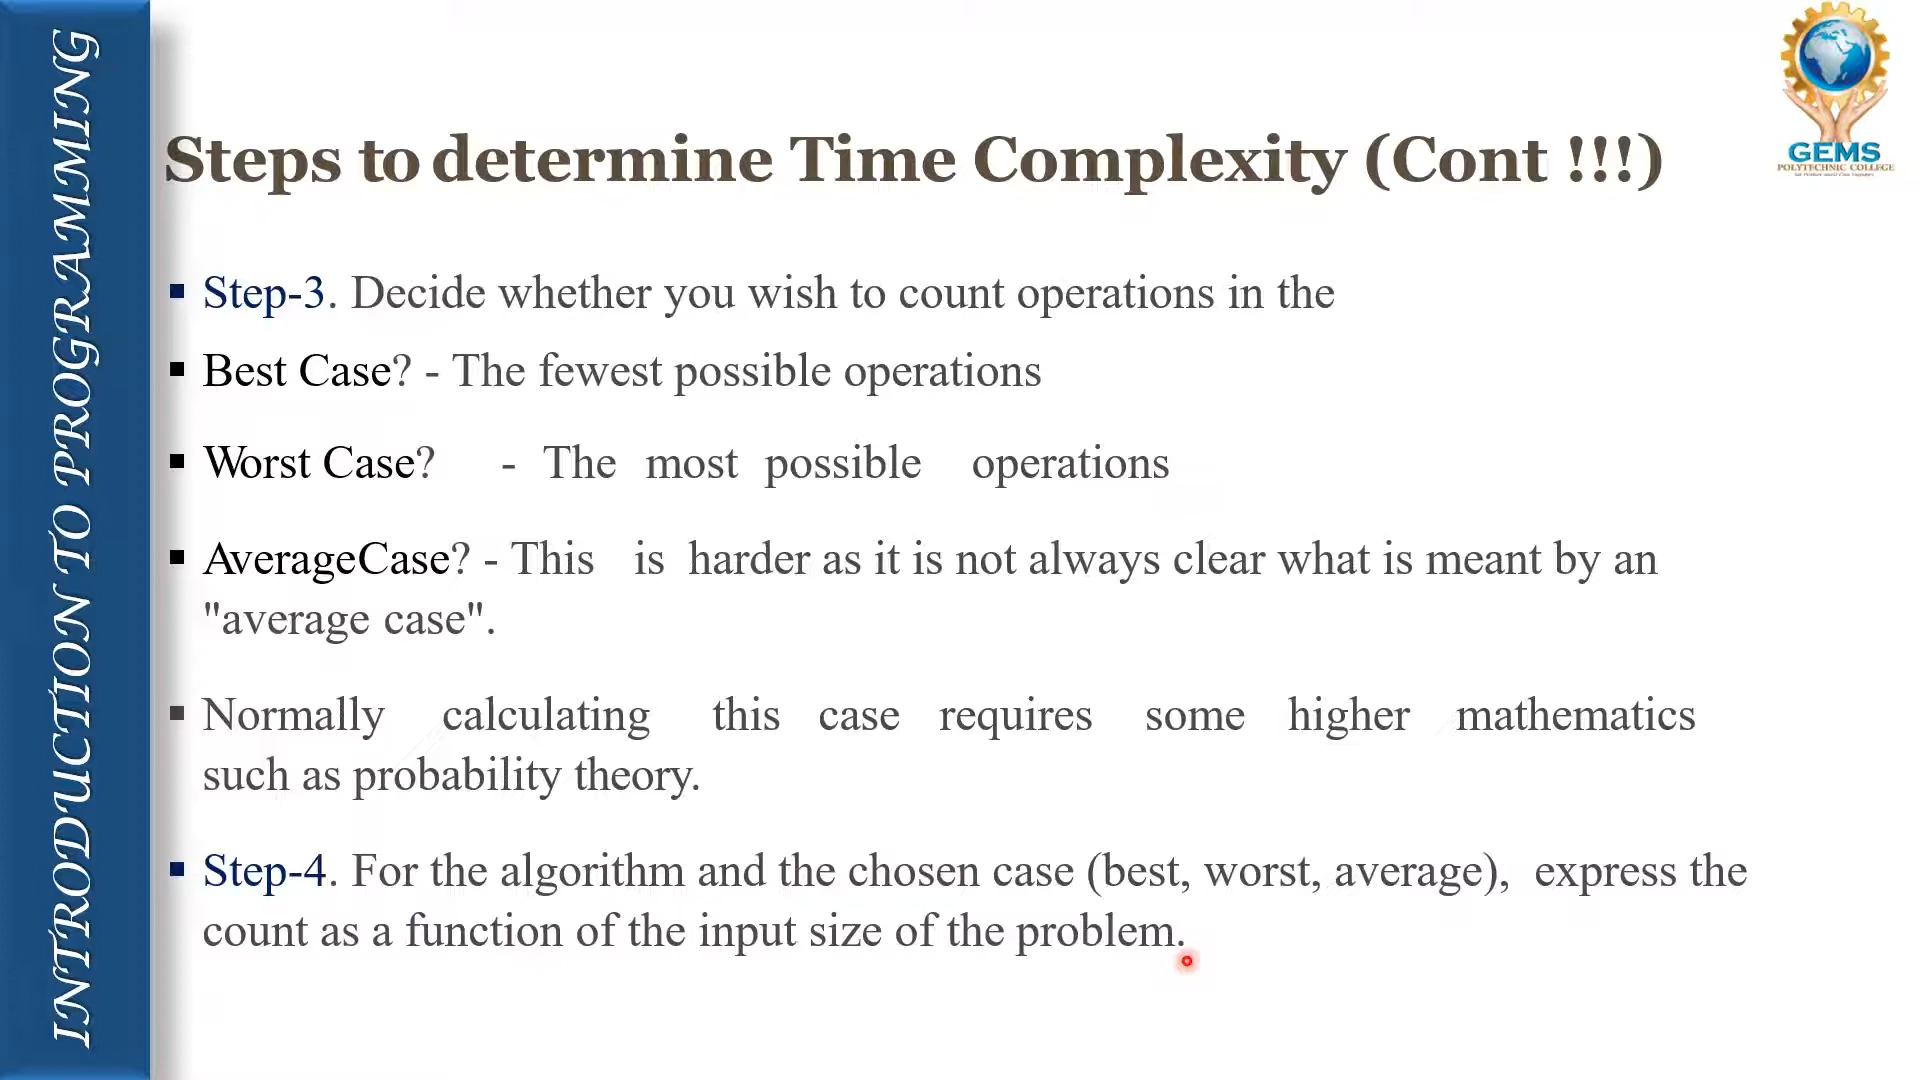 INTRODUCTION TO PROGRAMMING
GEMS
POLYTECHNIC COLLEGE
Steps to determine Time Complexity (Cont !!!)
▪ Step-3. Decide whether you wish to count operations in the
▪ Best Case? - The fewest possible operations
▪ Worst Case? - The most possible operations
▪ AverageCase? - This is harder as it is not always clear what is meant by an
"average case".
▪ Normally calculating this case requires some higher mathematics
such as probability theory.
▪ Step-4. For the algorithm and the chosen case (best, worst, average), express the
count as a function of the input size of the problem.